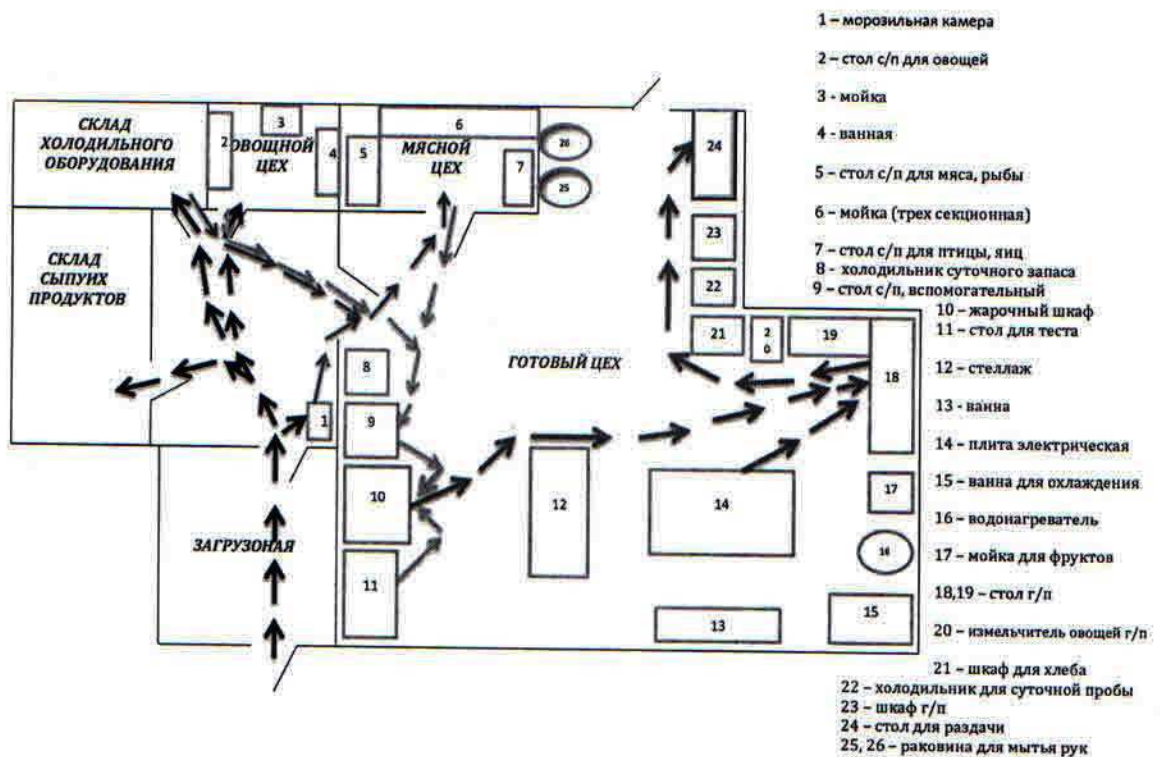 1 – морозильная камера
2 – стол с/п для овощей
3 - мойка
4 – ванная
5 – стол с/п для мяса, рыбы
6 – мойка (трех секционная)
7 – стол с/п для птицы, яиц
8 - холодильник суточного запаса
9 – стол с/п, вспомогательный
10 – жарочный шкаф
11 – стол для теста
12 – стеллаж
13 - ванна
14 – плита электрическая
15 – ванна для охлаждения
16 – водонагреватель
17 – мойка для фруктов
18,19 – стол г/п
20 – измельчитель овощей г/п
21 – шкаф для хлеба
22 – холодильник для суточной пробы
23 – шкаф г/п
24 – стол для раздачи
25, 26 – раковина для мытья рук
СКЛАД
ХОЛОДИЛЬНОГО
ОБОРУДОВАНИЯ
2
3
ОВОЩНОЙ
ЦЕХ
4
5
6
МЯСНОЙ
ЦЕХ
7
26
25
24
23
22
21
2
0
19
18
СКЛАД
СЫПУИХ
ПРОДУКТОВ
ГОТОВЫЙ ЦЕХ
8
1
9
10
11
12
14
17
16
15
13
ЗАГРУЗОНАЯ